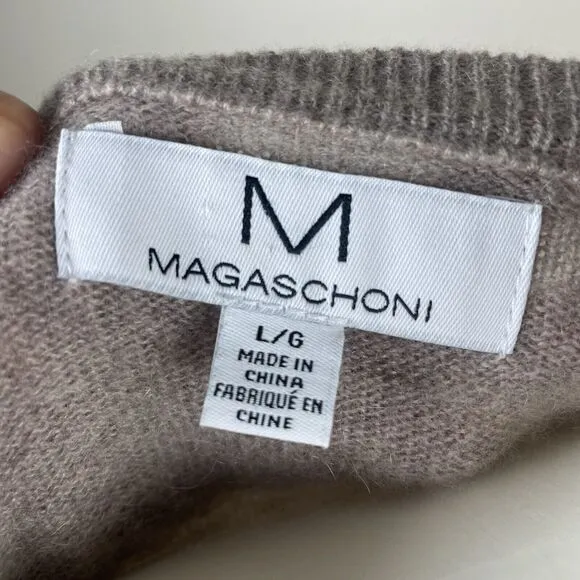 M
MAGASCHONI
L/G
MADE IN
CHINA
FABRIQUÉ EN
CHINE